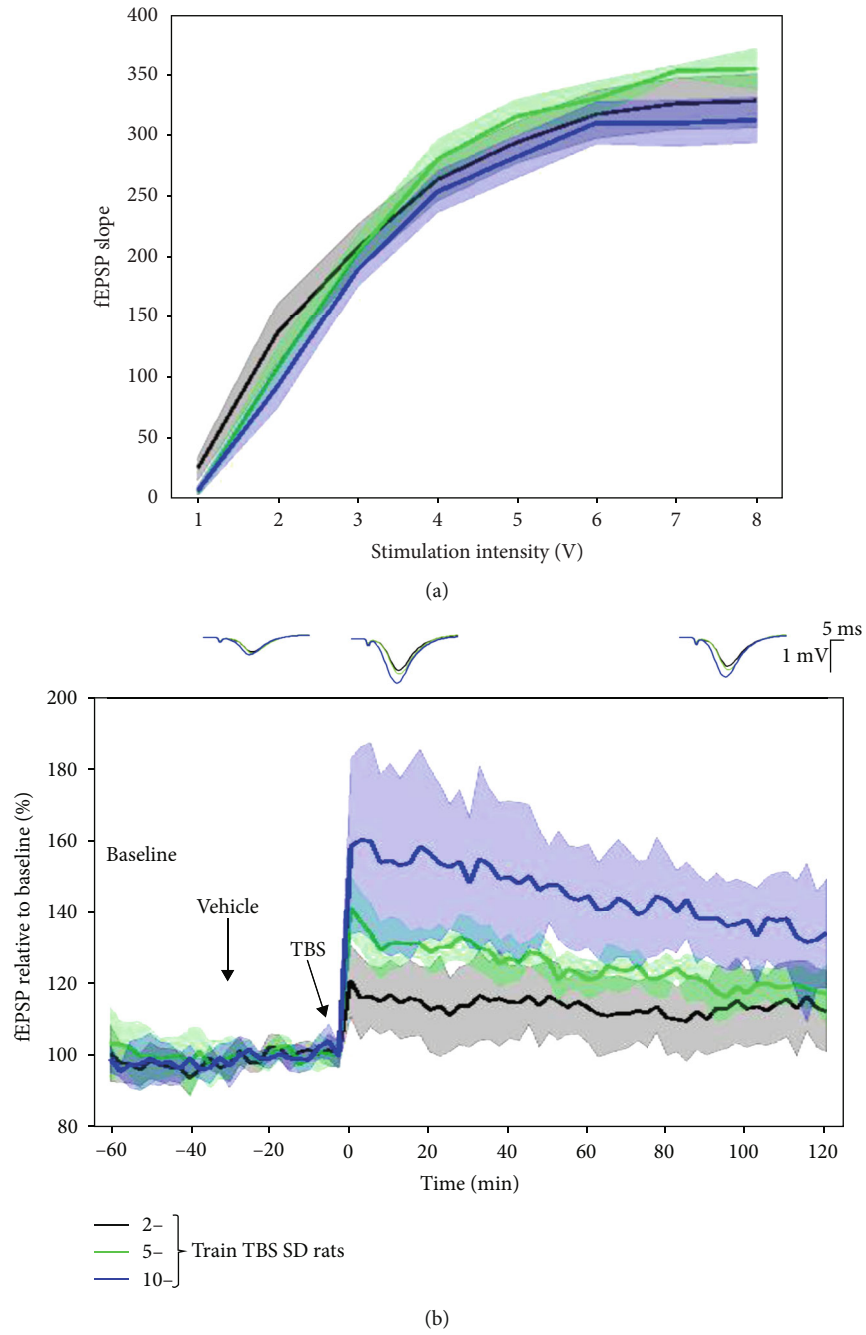 400
350
300
250
200
150
100
50
0
fEPSP slope
1 2 3 4 5 6 7 8
Stimulation intensity (V)
(a)
5 ms
1 mV
200
180
160
140
120
100
80
fEPSP relative to baseline (%)
Baseline
Vehicle
TBS
−60 −40 −20 0 20 40 60 80 100 120
Time (min)
2–
5– Train TBS SD rats
10–
(b)